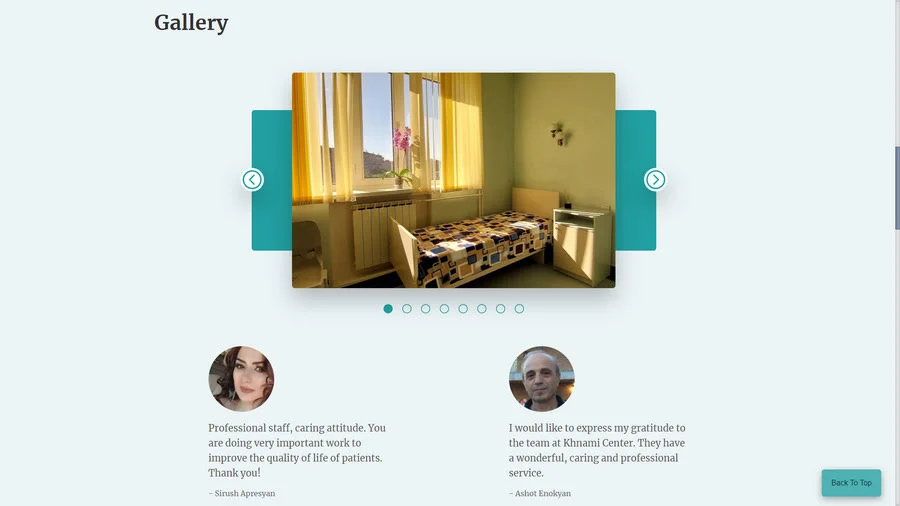 Gallery
Professional staff, caring attitude. You
are doing very important work to
improve the quality of life of patients.
Thank you!
- Sirush Apresyan
I would like to express my gratitude to
the team at Khnami Center. They have
a wonderful, caring and professional
service.
- Ashot Enokyan
Back To Top